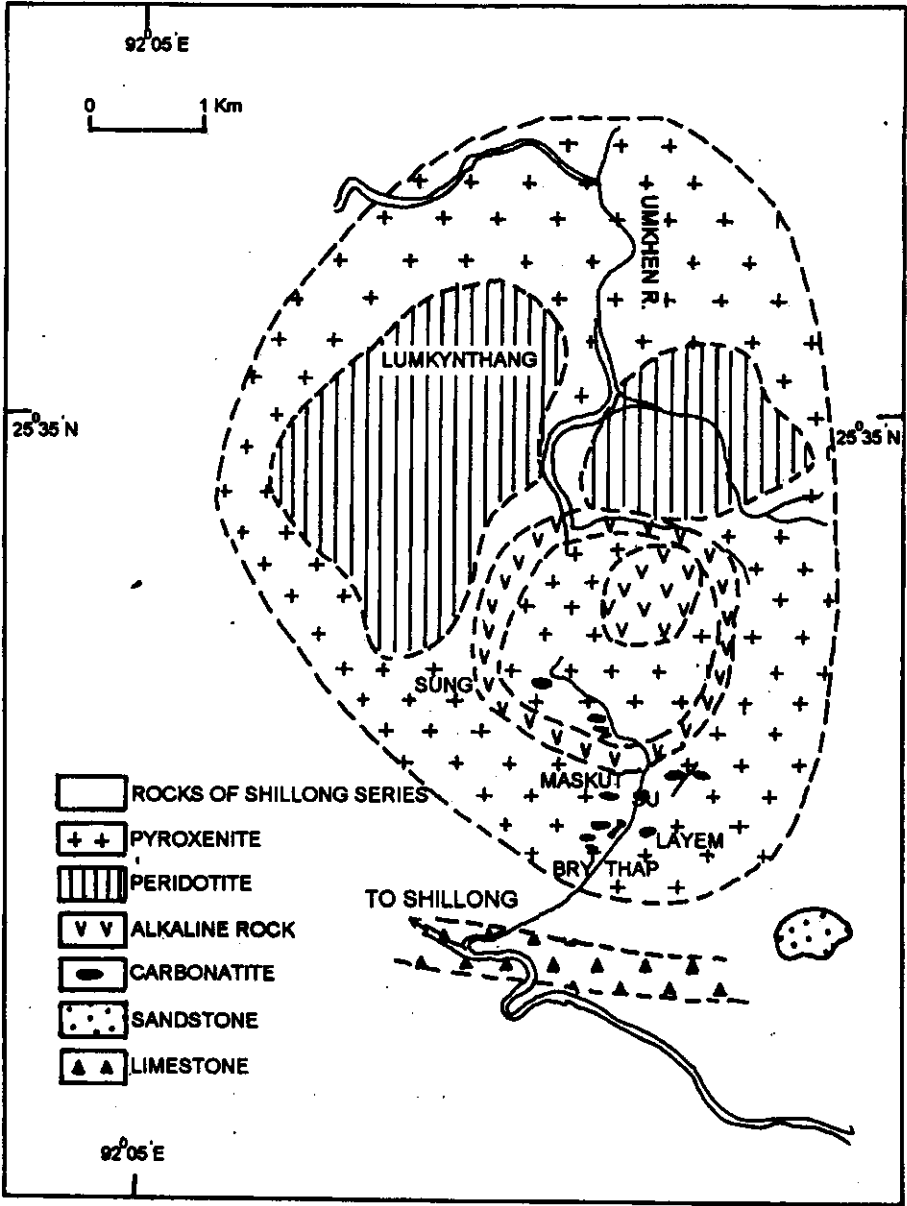 92°05'E
0 1 Km
UMKHEN R.
LUMKYNTHANG
25°35'N
25°35'N
SUNG
MASKUT
SU
LAYEM
BRY THAP
TO SHILLONG
ROCKS OF SHILLONG SERIES
+ + PYROXENITE
PERIDOTITE
V V ALKALINE ROCK
CARBONATITE
SANDSTONE
LIMESTONE
92°05'E